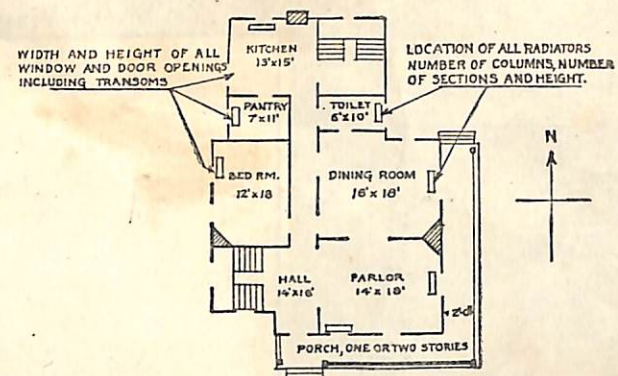 WIDTH AND HEIGHT OF ALL
WINDOW AND DOOR OPENINGS
INCLUDING TRANSOMS
LOCATION OF ALL RADIATORS
NUMBER OF COLUMNS, NUMBER
OF SECTIONS AND HEIGHT.
KITCHEN
13'x15'
PANTRY
7'x11'
TOILET
6'x10'
N
BED RM.
12'x18
DINING ROOM
16'x18'
HALL
14'x16'
PARLOR
14'x18'
PORCH, ONE OR TWO STORIES